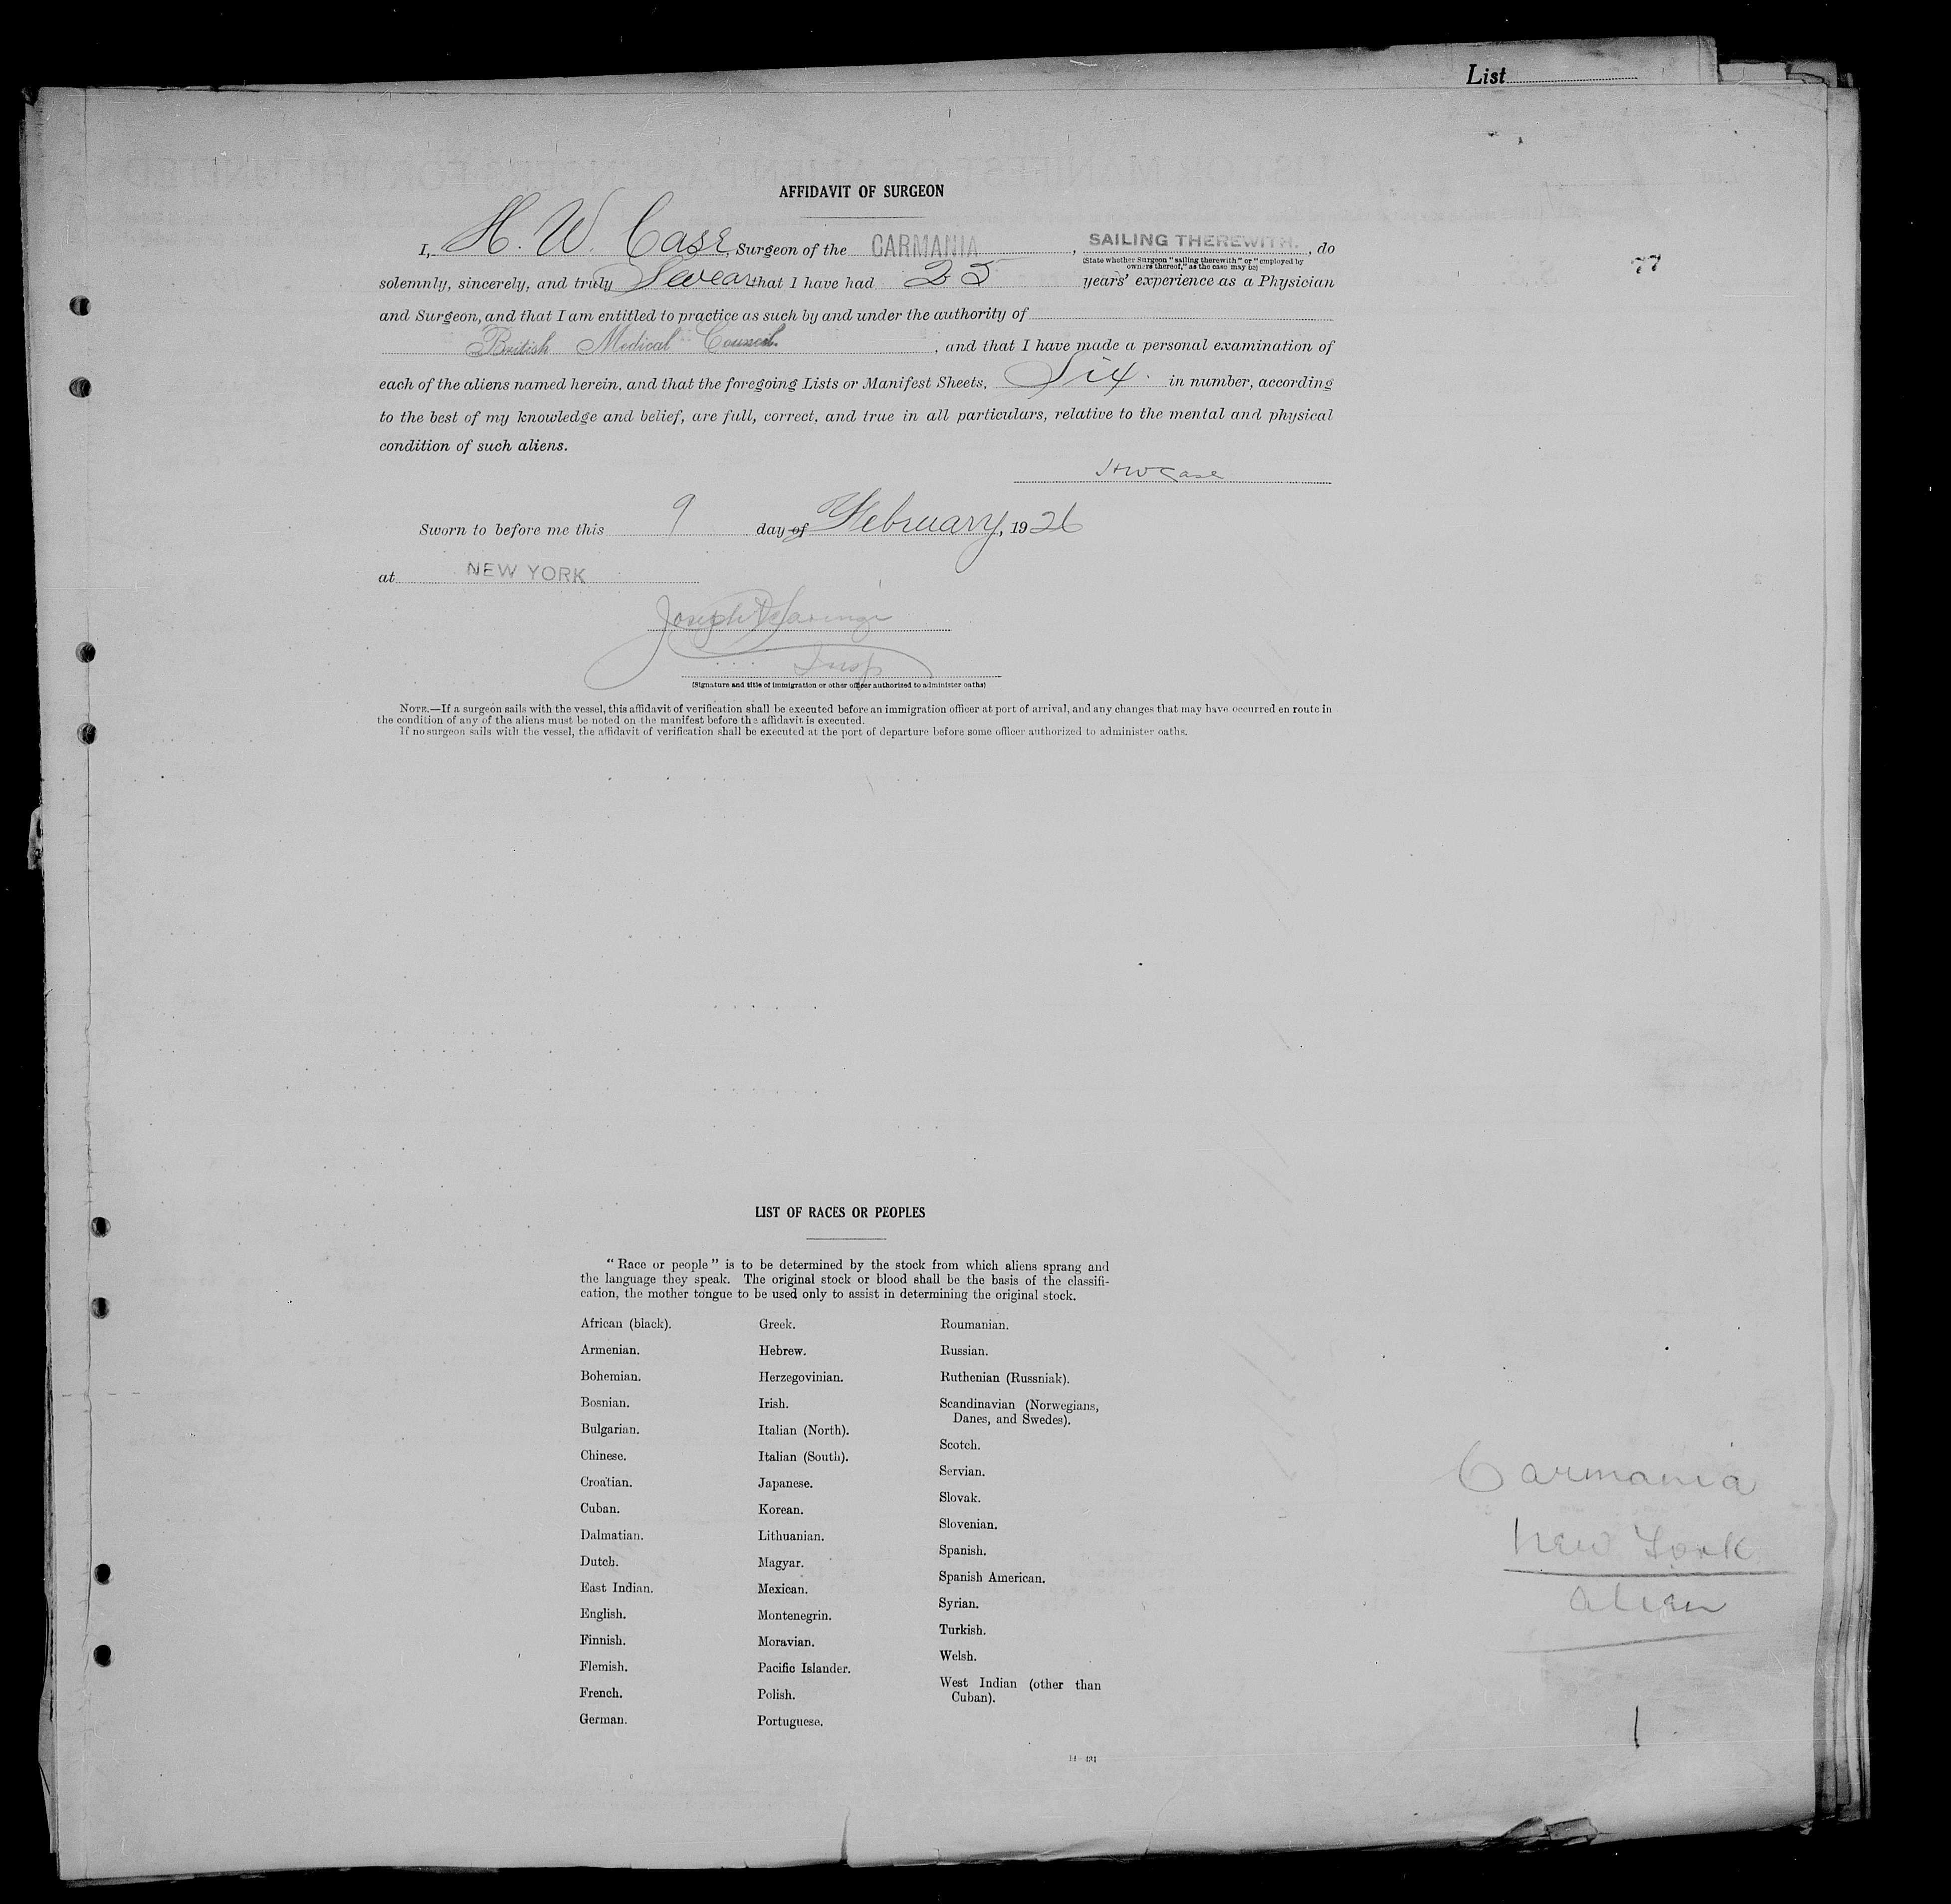 List
AFFIDAVIT OF SURGEON
I, H. W. Case, Surgeon of the CARMANIA, SAILING THEREWITH., do
(State whether Surgeon "sailing therewith" or "employed by
owners thereof," as the case may be)
77
solemnly, sincerely, and truly Swear that I have had 25 years' experience as a Physician
and Surgeon, and that I am entitled to practice as such by and under the authority of
British Medical Council, and that I have made a personal examination of
each of the aliens named herein, and that the foregoing Lists or Manifest Sheets, Six in number, according
to the best of my knowledge and belief, are full, correct, and true in all particulars, relative to the mental and physical
condition of such aliens.
HWCase
Sworn to before me this 9 day of February, 1926
at NEW YORK
Joseph
Insp
(Signature and title of immigration or other officer authorized to administer oaths)
NOTE.—If a surgeon sails with the vessel, this affidavit of verification shall be executed before an immigration officer at port of arrival, and any changes that may have occurred en route in
the condition of any of the aliens must be noted on the manifest before the affidavit is executed.
If no surgeon sails with the vessel, the affidavit of verification shall be executed at the port of departure before some officer authorized to administer oaths.
LIST OF RACES OR PEOPLES
"Race or people" is to be determined by the stock from which aliens sprang and
the language they speak. The original stock or blood shall be the basis of the classifi-
cation, the mother tongue to be used only to assist in determining the original stock.
African (black).
Armenian.
Bohemian.
Bosnian.
Bulgarian.
Chinese.
Croatian.
Cuban.
Dalmatian.
Dutch.
East Indian.
English.
Finnish.
Flemish.
French.
German.
Greek.
Hebrew.
Herzegovinian.
Irish.
Italian (North).
Italian (South).
Japanese.
Korean.
Lithuanian.
Magyar.
Mexican.
Montenegrin.
Moravian.
Pacific Islander.
Polish.
Portuguese.
Roumanian.
Russian.
Ruthenian (Russniak).
Scandinavian (Norwegians,
Danes, and Swedes).
Scotch.
Servian.
Slovak.
Slovenian.
Spanish.
Spanish American.
Syrian.
Turkish.
Welsh.
West Indian (other than
Cuban).
Carmania
New York
alien
1